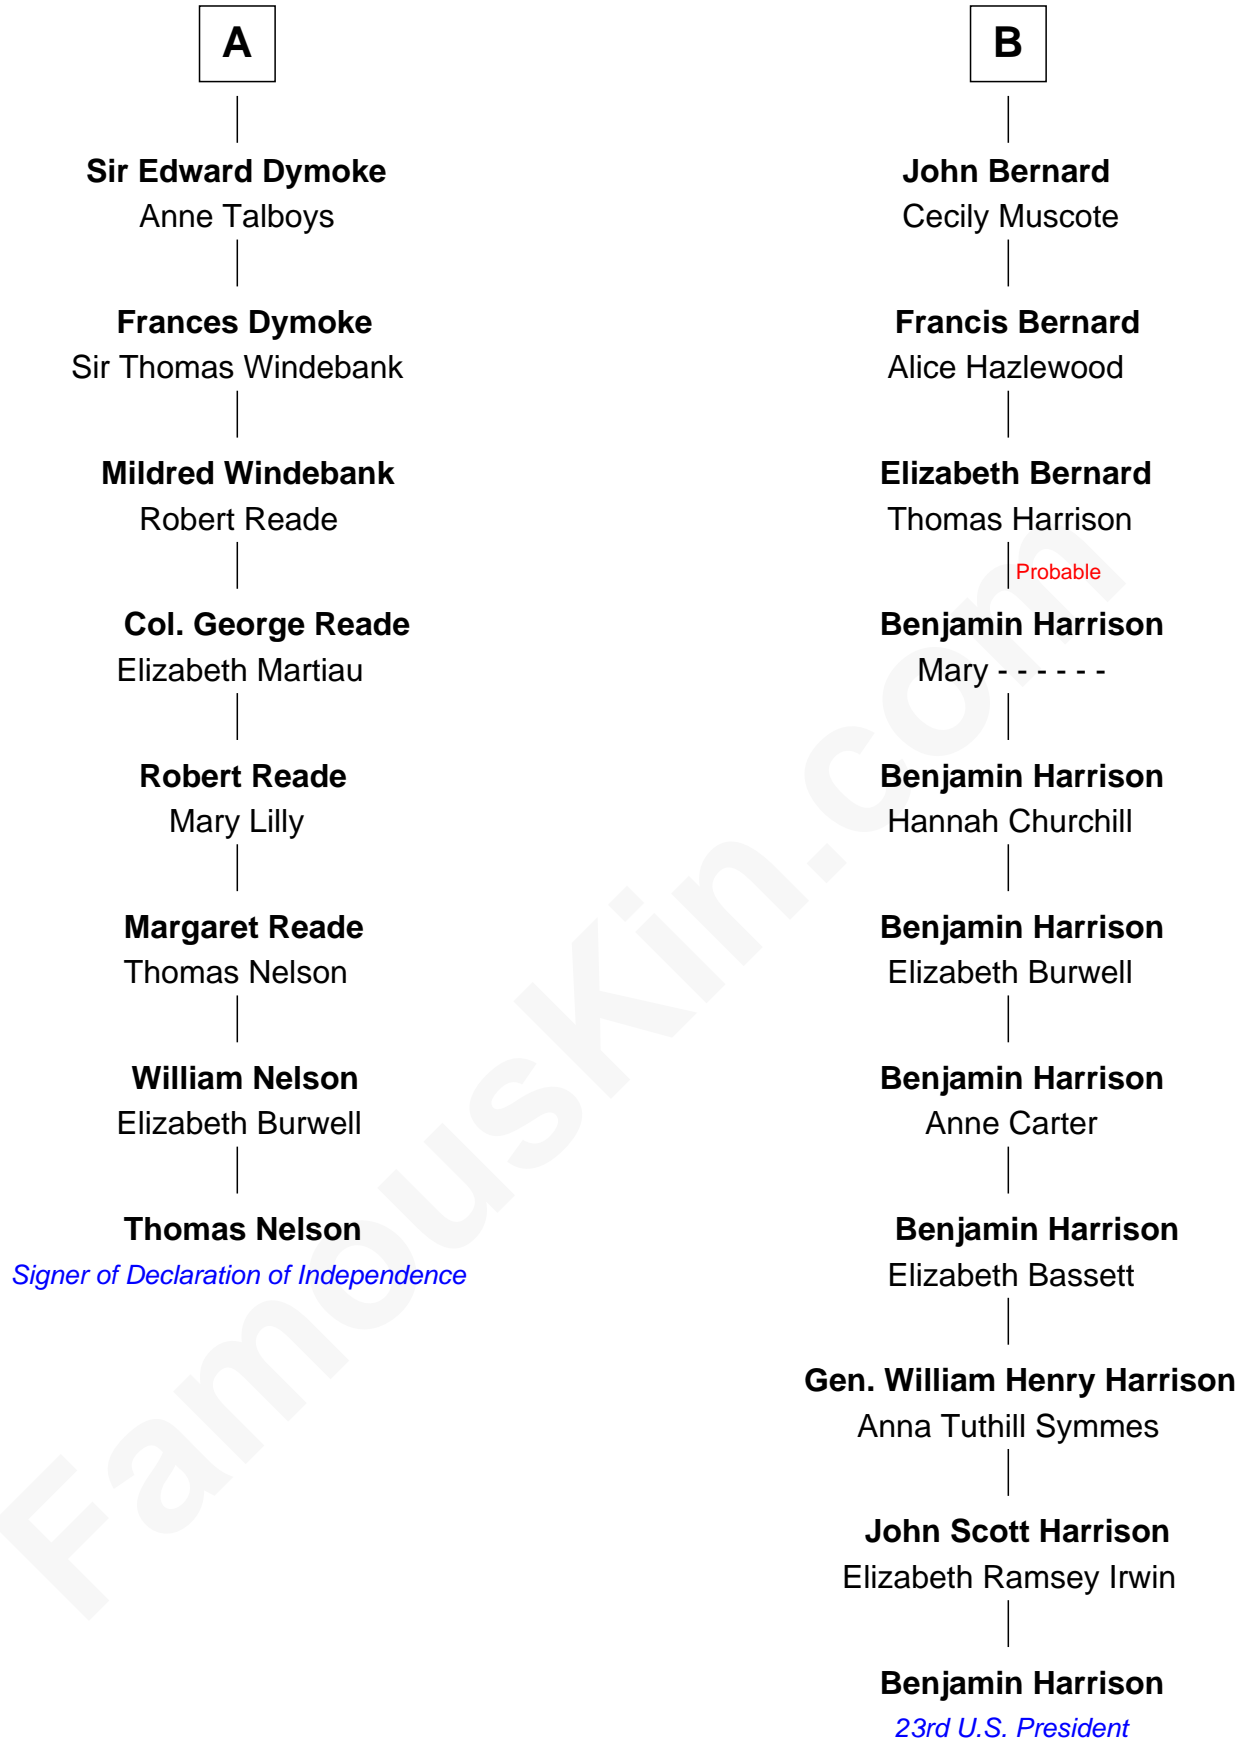 A
Sir Edward Dymoke
Anne Talboys
Frances Dymoke
Sir Thomas Windebank
Mildred Windebank
Robert Reade
Col. George Reade
Elizabeth Martiau
Robert Reade
Mary Lilly
Margaret Reade
Thomas Nelson
William Nelson
Elizabeth Burwell
Thomas Nelson
Signer of Declaration of Independence
B
John Bernard
Cecily Muscote
Francis Bernard
Alice Hazlewood
Elizabeth Bernard
Thomas Harrison
Probable
Benjamin Harrison
Mary - - - - - -
Benjamin Harrison
Hannah Churchill
Benjamin Harrison
Elizabeth Burwell
Benjamin Harrison
Anne Carter
Benjamin Harrison
Elizabeth Bassett
Gen. William Henry Harrison
Anna Tuthill Symmes
John Scott Harrison
Elizabeth Ramsey Irwin
Benjamin Harrison
23rd U.S. President
FamousKin.com